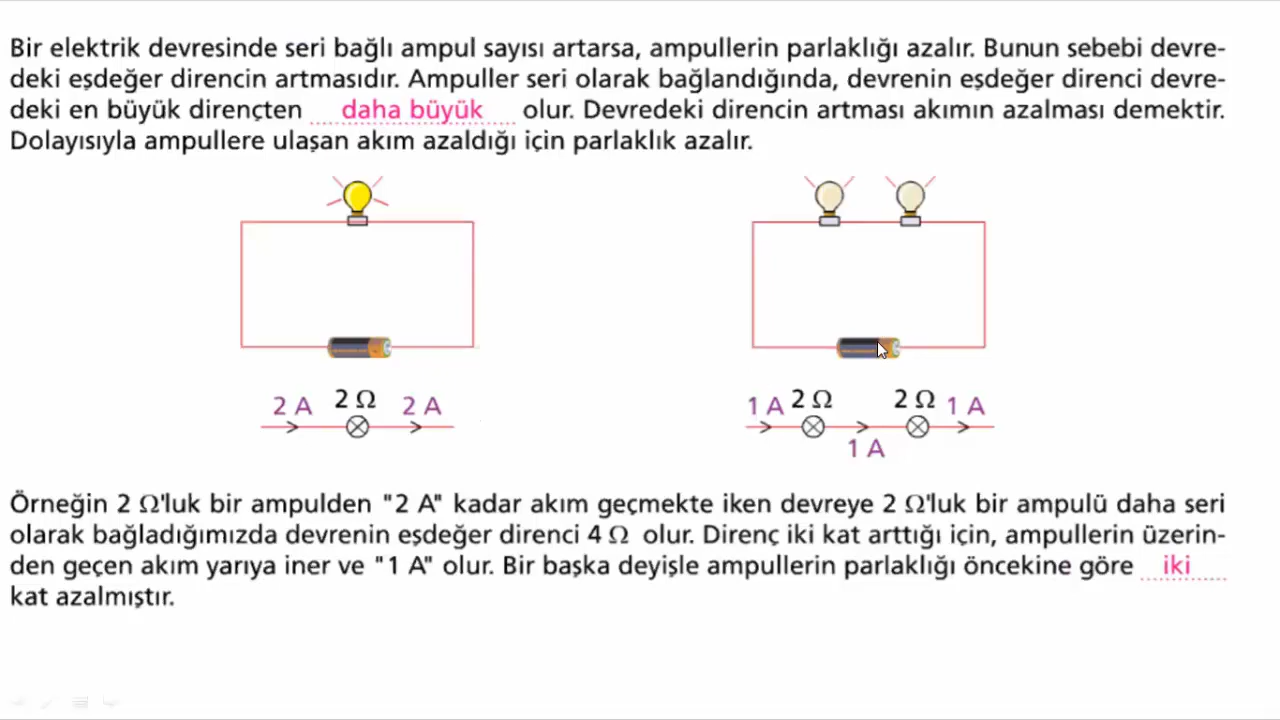 Bir elektrik devresinde seri bağlı ampul sayısı artarsa, ampullerin parlaklığı azalır. Bunun sebebi devre-
deki eşdeğer direncin artmasıdır. Ampuller seri olarak bağlandığında, devrenin eşdeğer direnci devre-
deki en büyük dirençten daha büyük olur. Devredeki direncin artması akımın azalması demektir.
Dolayısıyla ampullere ulaşan akım azaldığı için parlaklık azalır.
2 A 2 Ω 2 A
1 A 2 Ω 2 Ω 1 A
1 A
Örneğin 2 Ω'luk bir ampulden "2 A" kadar akım geçmekte iken devreye 2 Ω'luk bir ampulü daha seri
olarak bağladığımızda devrenin eşdeğer direnci 4 Ω olur. Direnç iki kat arttığı için, ampullerin üzerin-
den geçen akım yarıya iner ve "1 A" olur. Bir başka deyişle ampullerin parlaklığı öncekine göre iki
kat azalmıştır.